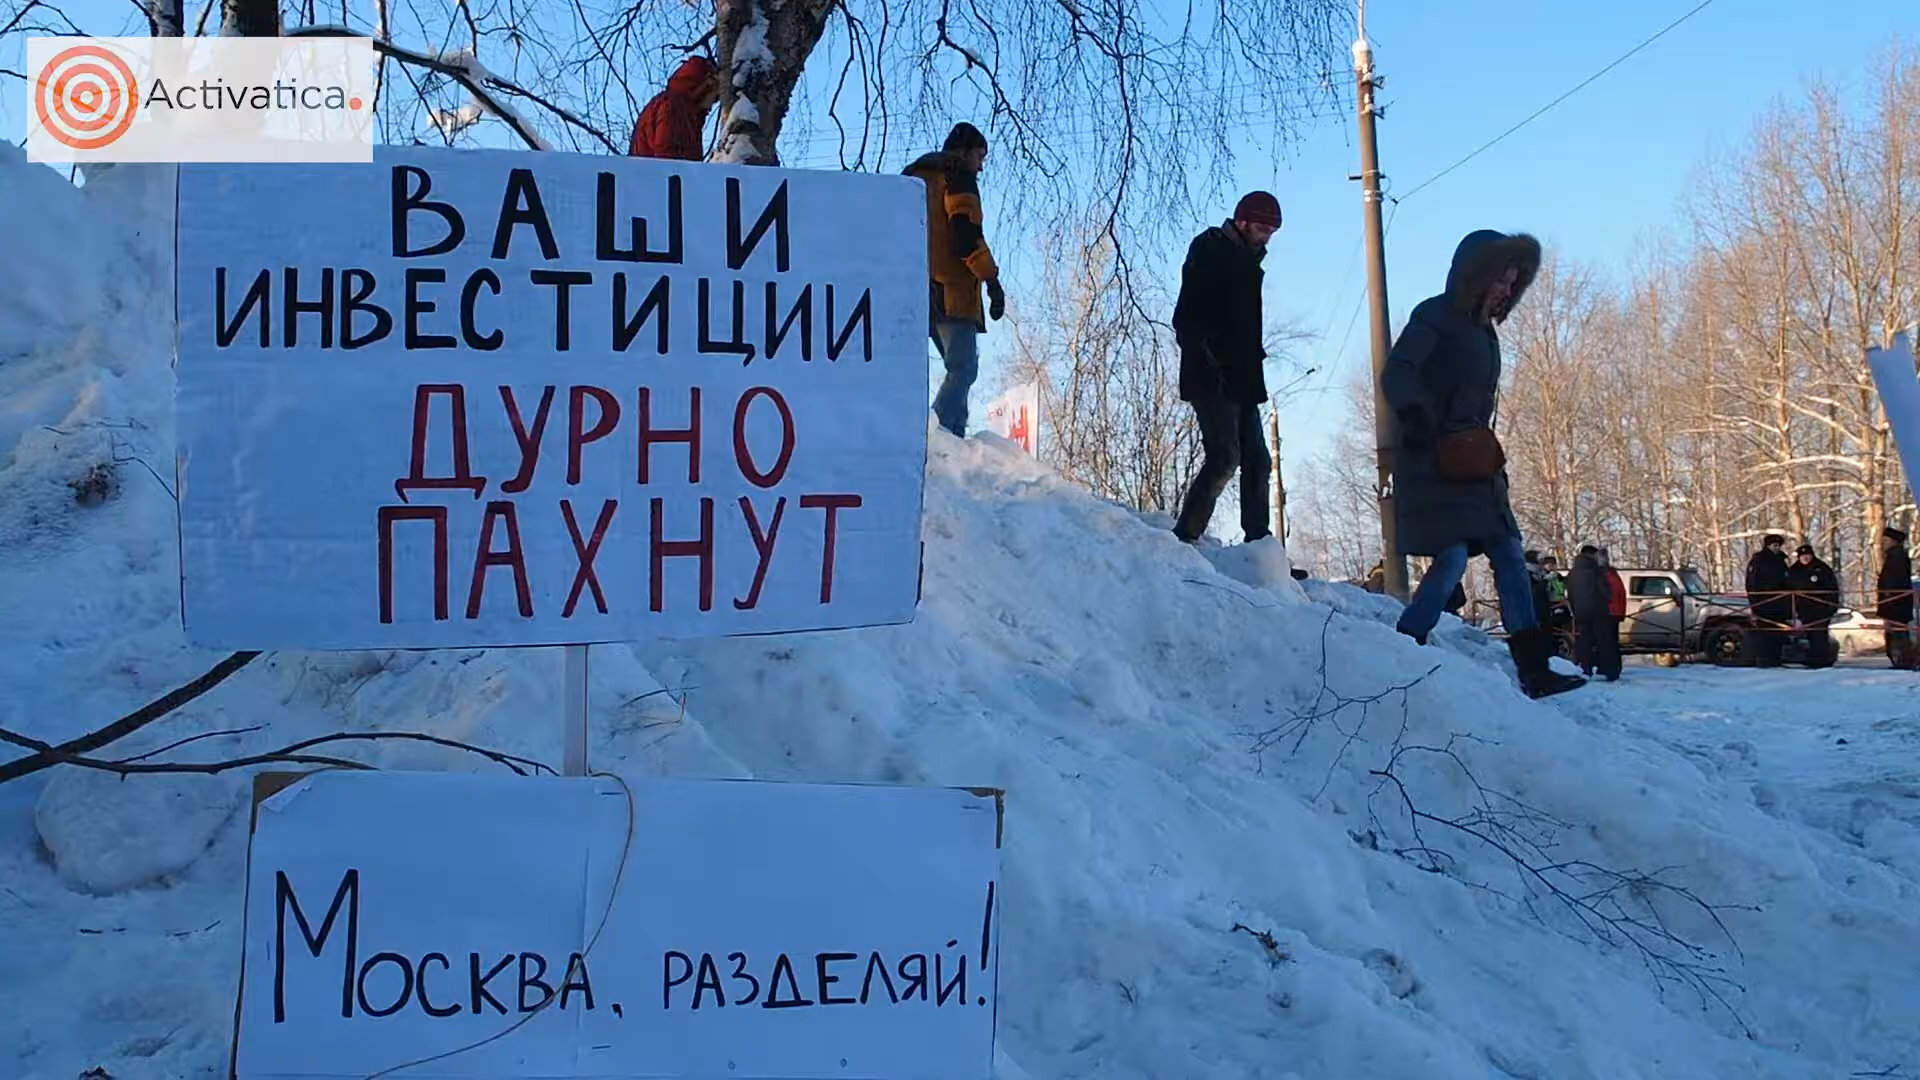 Activatica.
ВАШИ
ИНВЕСТИЦИИ
ДУРНО
ПАХНУТ
МОСКВА, РАЗДЕЛЯЙ!